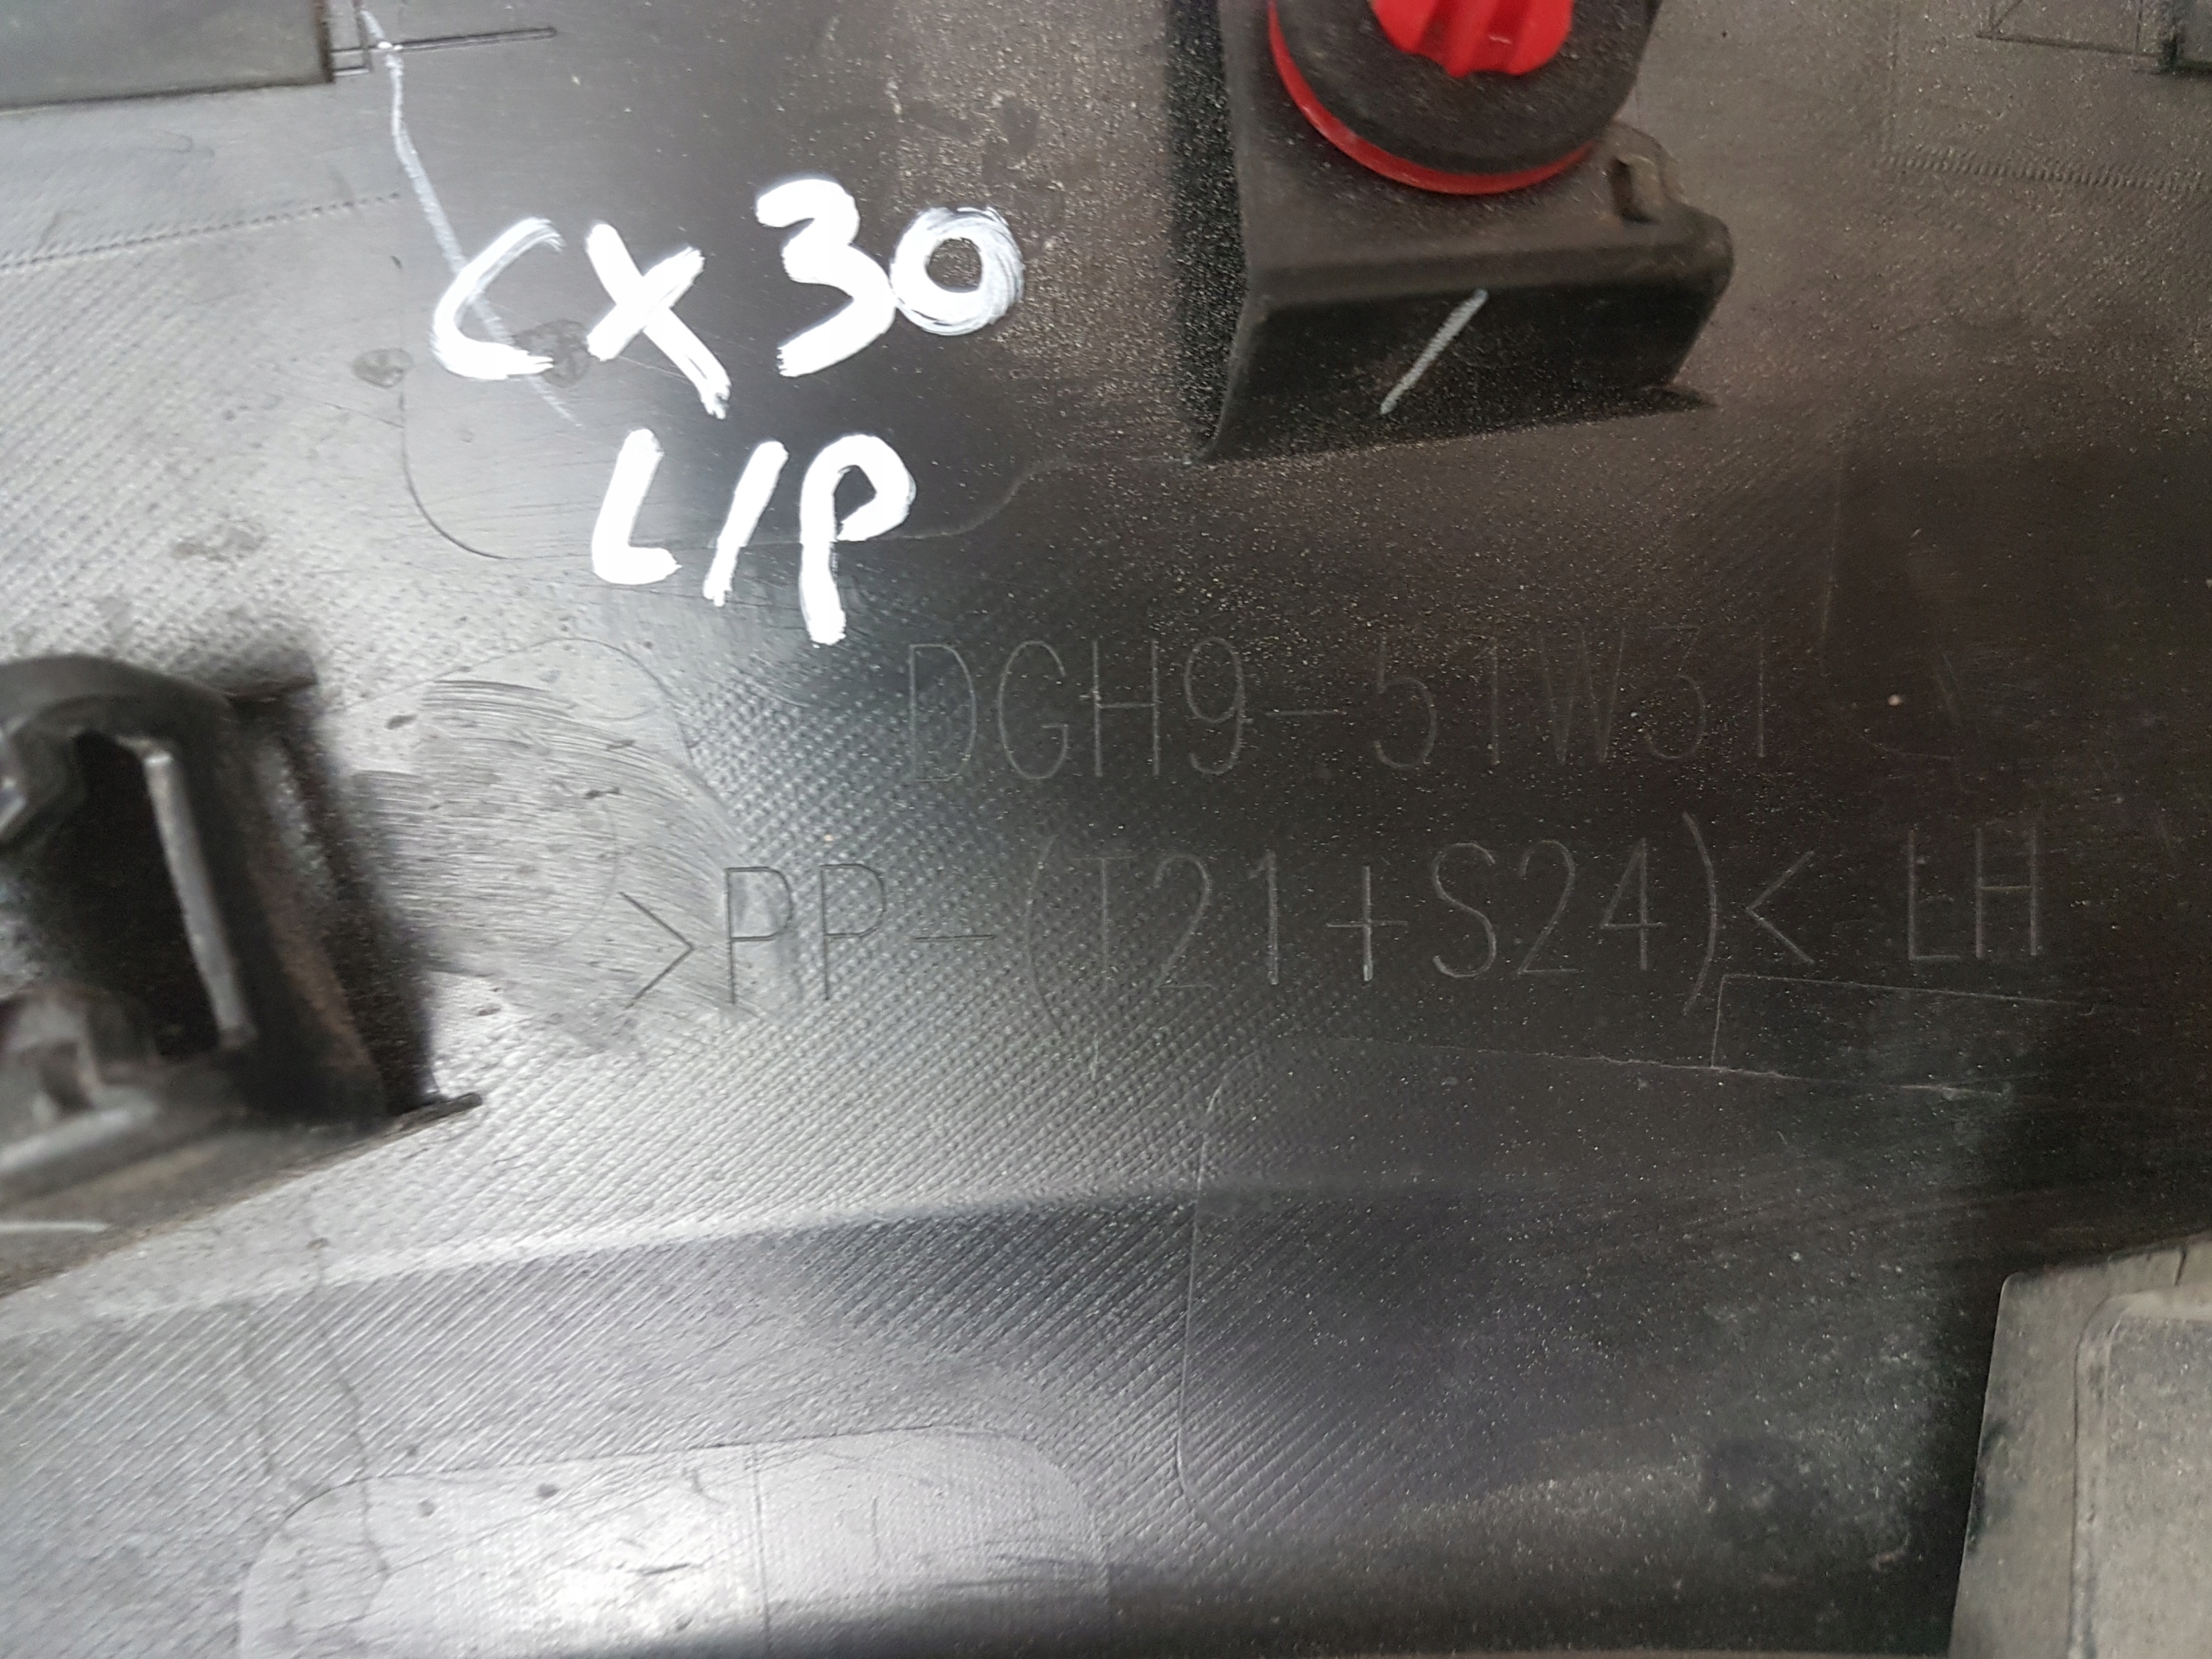 CX30
L/P
DGH9-51W31
>PP-(T21+S24)< LH